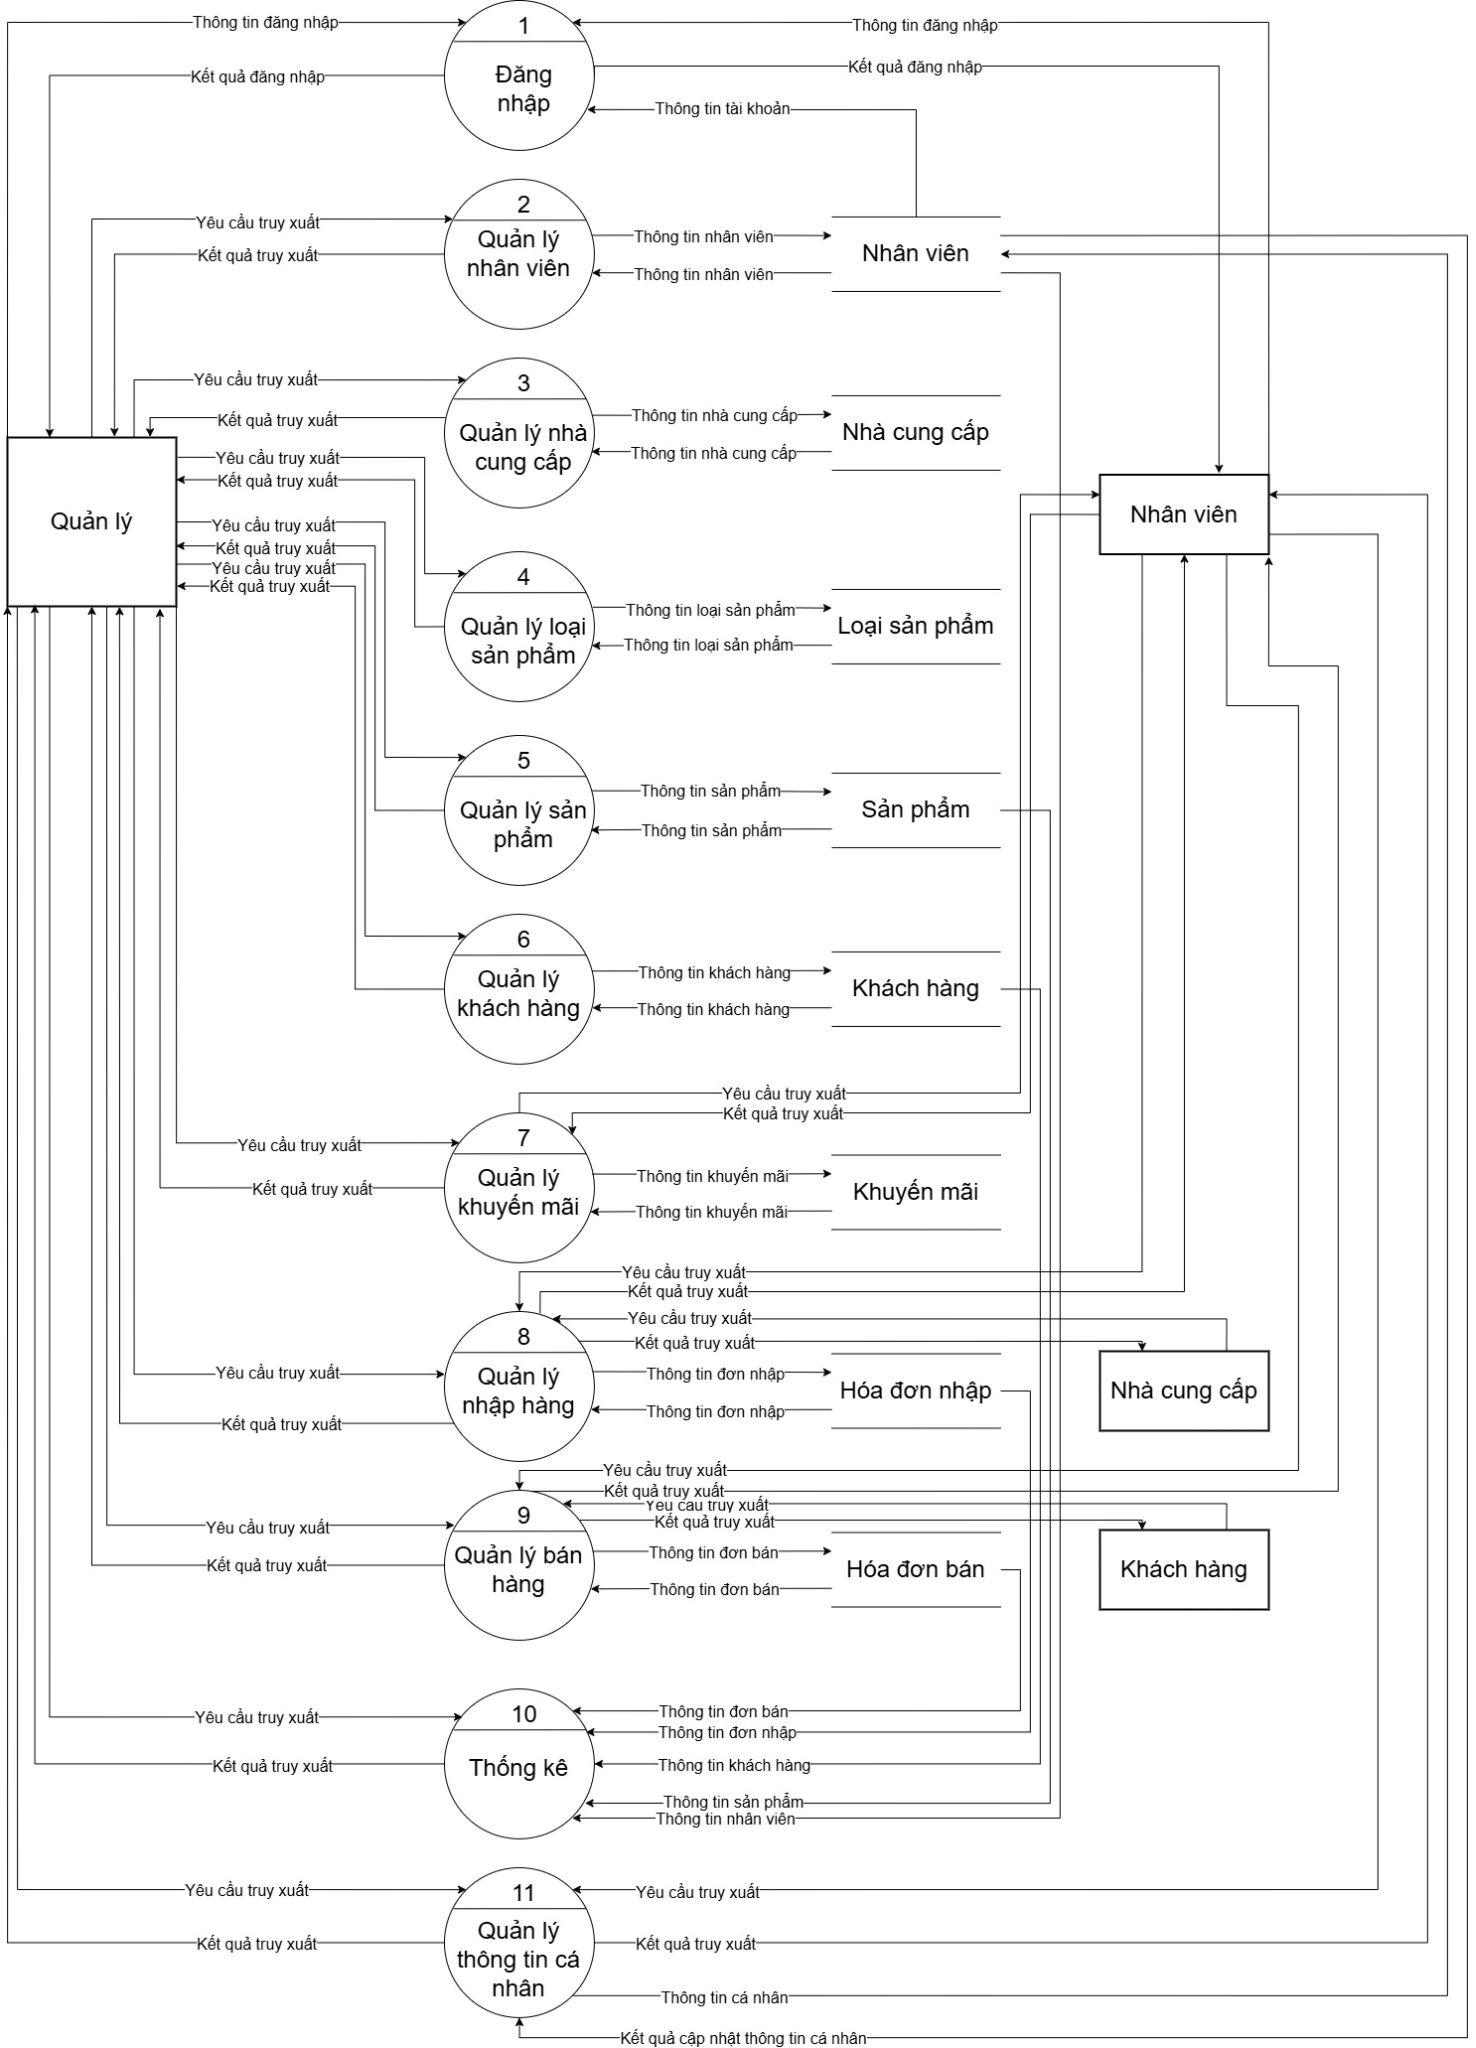 Thông tin đăng nhập
1
Thông tin đăng nhập
Kết quả đăng nhập
Đăng
nhập
Kết quả đăng nhập
Thông tin tài khoản
Yêu cầu truy xuất
2
Kết quả truy xuất
Quản lý
nhân viên
Thông tin nhân viên
Thông tin nhân viên
Nhân viên
Yêu cầu truy xuất
3
Kết quả truy xuất
Quản lý nhà
cung cấp
Thông tin nhà cung cấp
Thông tin nhà cung cấp
Nhà cung cấp
Quản lý
Yêu cầu truy xuất
Kết quả truy xuất
Yêu cầu truy xuất
Kết quả truy xuất
Yêu cầu truy xuất
Kết quả truy xuất
Nhân viên
4
Quản lý loại
sản phẩm
Thông tin loại sản phẩm
Thông tin loại sản phẩm
Loại sản phẩm
5
Quản lý sản
phẩm
Thông tin sản phẩm
Thông tin sản phẩm
Sản phẩm
6
Quản lý
khách hàng
Thông tin khách hàng
Thông tin khách hàng
Khách hàng
Yêu cầu truy xuất
Kết quả truy xuất
Yêu cầu truy xuất
7
Kết quả truy xuất
Quản lý
khuyến mãi
Thông tin khuyến mãi
Thông tin khuyến mãi
Khuyến mãi
Yêu cầu truy xuất
Kết quả truy xuất
Yêu cầu truy xuất
Kết quả truy xuất
Yêu cầu truy xuất
8
Kết quả truy xuất
Quản lý
nhập hàng
Thông tin đơn nhập
Thông tin đơn nhập
Hóa đơn nhập
Nhà cung cấp
Yêu cầu truy xuất
Kết quả truy xuất
Yêu cầu truy xuất
Kết quả truy xuất
Yêu cầu truy xuất
9
Kết quả truy xuất
Quản lý bán
hàng
Thông tin đơn bán
Thông tin đơn bán
Hóa đơn bán
Khách hàng
Yêu cầu truy xuất
10
Kết quả truy xuất
Thống kê
Thông tin đơn bán
Thông tin đơn nhập
Thông tin khách hàng
Thông tin sản phẩm
Thông tin nhân viên
Yêu cầu truy xuất
11
Yêu cầu truy xuất
Kết quả truy xuất
Quản lý
thông tin cá
nhân
Kết quả truy xuất
Thông tin cá nhân
Kết quả cập nhật thông tin cá nhân